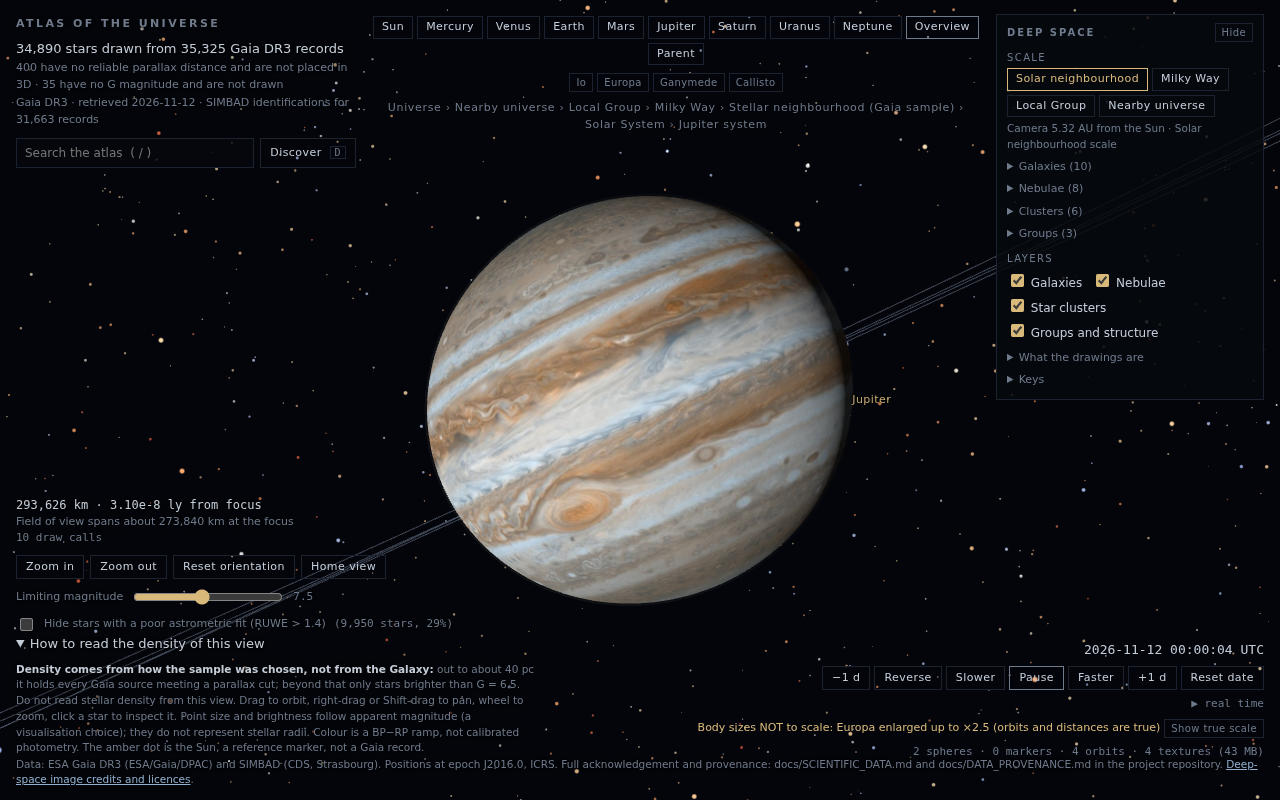 ATLAS OF THE UNIVERSE
34,890 stars drawn from 35,325 Gaia DR3 records
400 have no reliable parallax distance and are not placed in
3D · 35 have no G magnitude and are not drawn
Gaia DR3 · retrieved 2026-11-12 · SIMBAD identifications for
31,663 records
Search the atlas ( / )
Discover D
Sun Mercury Venus Earth Mars Jupiter Saturn Uranus Neptune Overview
Parent
Io Europa Ganymede Callisto
Universe › Nearby universe › Local Group › Milky Way › Stellar neighbourhood (Gaia sample) ›
Solar System › Jupiter system
DEEP SPACE Hide
SCALE
Solar neighbourhood Milky Way
Local Group Nearby universe
Camera 5.32 AU from the Sun · Solar
neighbourhood scale
▶ Galaxies (10)
▶ Nebulae (8)
▶ Clusters (6)
▶ Groups (3)
LAYERS
Galaxies Nebulae
Star clusters
Groups and structure
▶ What the drawings are
▶ Keys
Jupiter
293,626 km · 3.10e-8 ly from focus
Field of view spans about 273,840 km at the focus
10 draw calls
Zoom in Zoom out Reset orientation Home view
Limiting magnitude 7.5
Hide stars with a poor astrometric fit (RUWE > 1.4) (9,950 stars, 29%)
▼ How to read the density of this view
Density comes from how the sample was chosen, not from the Galaxy: out to about 40 pc
it holds every Gaia source meeting a parallax cut; beyond that only stars brighter than G = 6.5.
Do not read stellar density from this view. Drag to orbit, right-drag or Shift-drag to pan, wheel to
zoom, click a star to inspect it. Point size and brightness follow apparent magnitude (a
visualisation choice); they do not represent stellar radii. Colour is a BP−RP ramp, not calibrated
photometry. The amber dot is the Sun, a reference marker, not a Gaia record.
Data: ESA Gaia DR3 (ESA/Gaia/DPAC) and SIMBAD (CDS, Strasbourg). Positions at epoch J2016.0, ICRS. Full acknowledgement and provenance: docs/SCIENTIFIC_DATA.md and docs/DATA_PROVENANCE.md in the project repository. Deep-
space image credits and licences.
2026-11-12 00:00:04 UTC
−1 d Reverse Slower Pause Faster +1 d Reset date
▶ real time
Body sizes NOT to scale: Europa enlarged up to ×2.5 (orbits and distances are true) Show true scale
2 spheres · 0 markers · 4 orbits · 4 textures (43 MB)